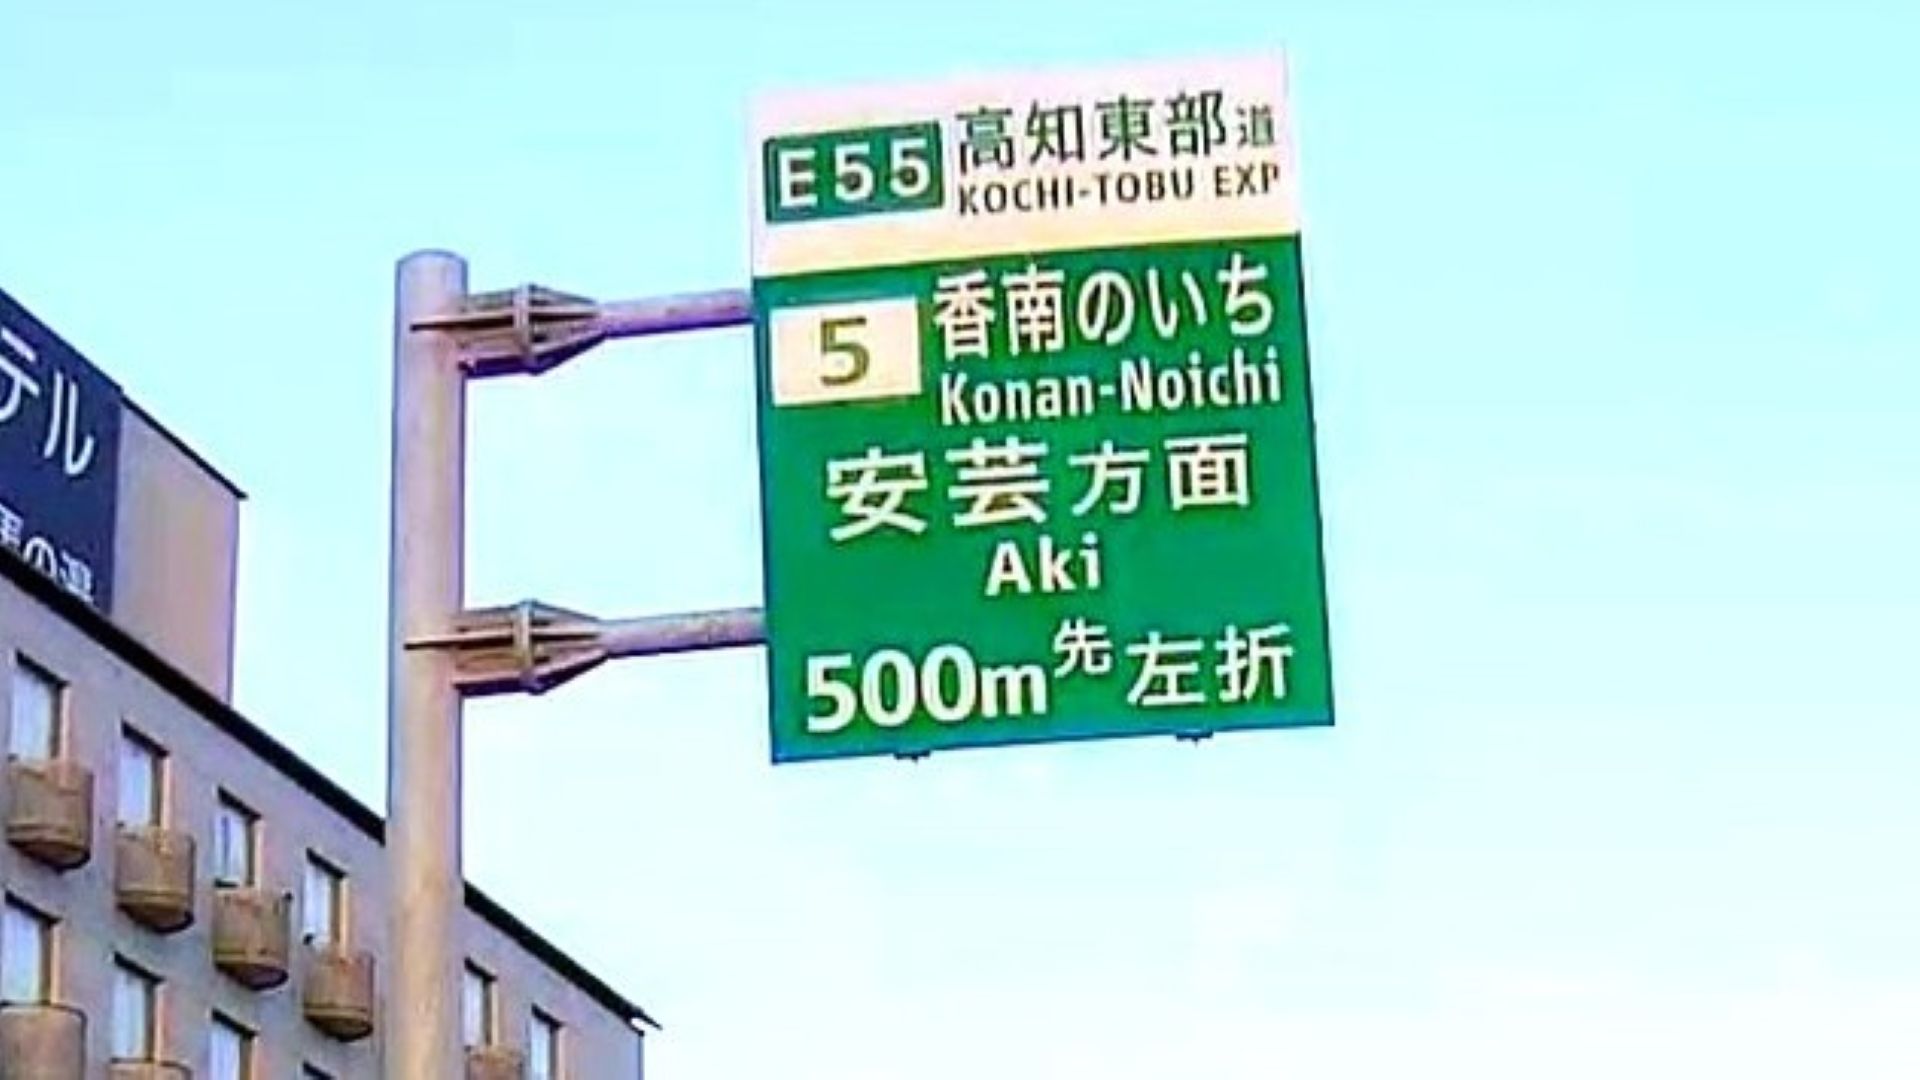 テル
E55 高知東部道
KOCHI-TOBU EXP
5 香南のいち
Konan-Noichi
安芸方面
Aki
500m先左折